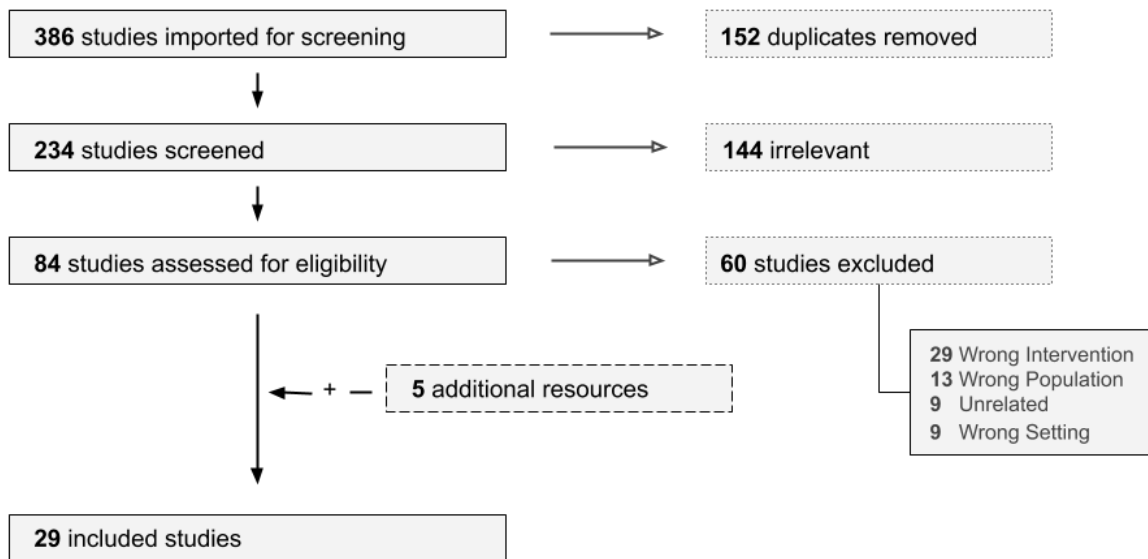 386 studies imported for screening
152 duplicates removed
234 studies screened
144 irrelevant
84 studies assessed for eligibility
60 studies excluded
29 Wrong Intervention
13 Wrong Population
9 Unrelated
9 Wrong Setting
+
5 additional resources
29 included studies